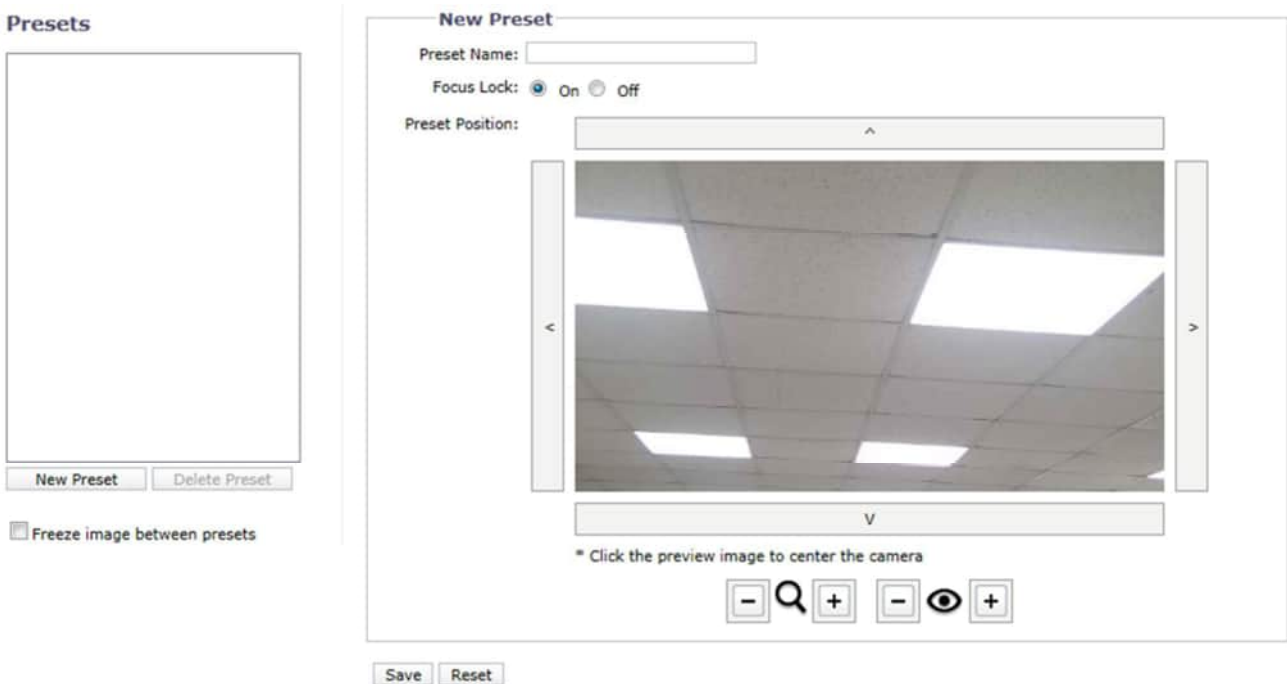 Presets
New Preset
Delete Preset
Freeze image between presets
New Preset
Preset Name:
Focus Lock: On Off
Preset Position:
^
<
>
v
* Click the preview image to center the camera
- + - +
Save Reset